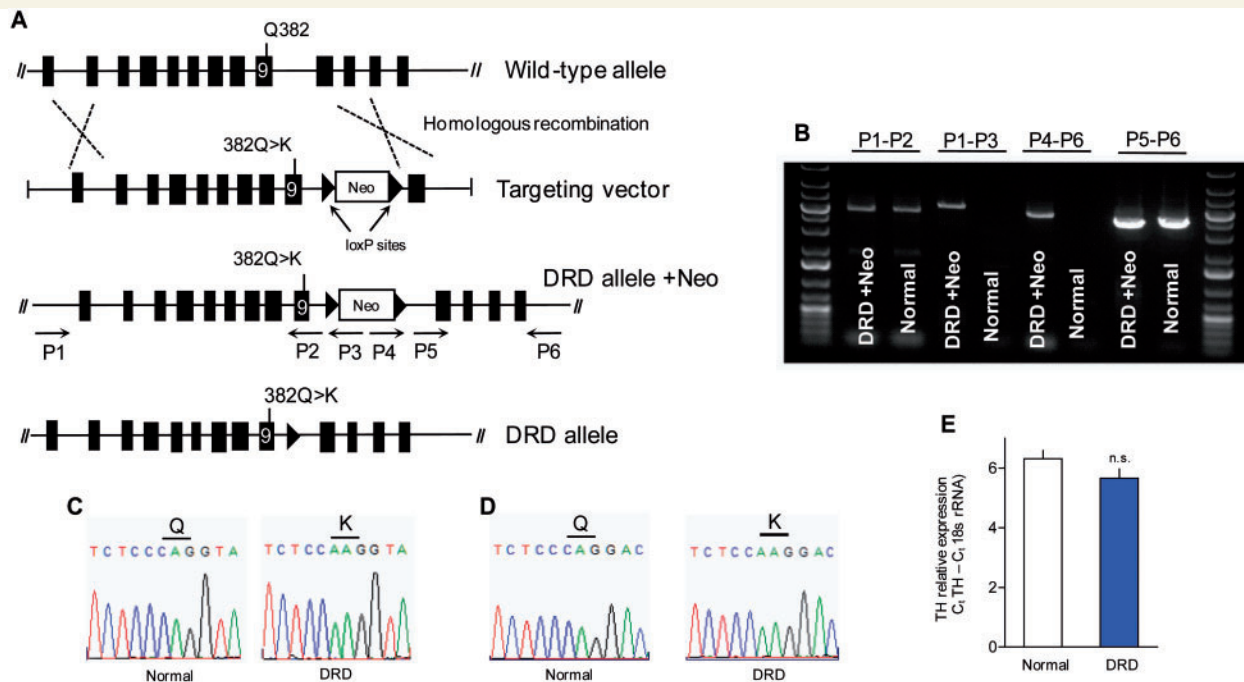 A
Q382
//
9
//
Wild-type allele
Homologous recombination
382Q>K
9
Neo
Targeting vector
loxP sites
382Q>K
DRD allele +Neo
//
9
Neo
//
P1
P2
P3
P4
P5
P6
382Q>K
//
9
//
DRD allele
B
P1-P2
P1-P3
P4-P6
P5-P6
DRD +Neo
Normal
DRD +Neo
Normal
DRD +Neo
Normal
DRD +Neo
Normal
C
Q
TCTCCCAGGTA
Normal
K
TCTCCAAGGTA
DRD
D
Q
TCTCCCAGGAC
Normal
K
TCTCCAAGGAC
DRD
E
TH relative expression
Ct TH – Ct 18s rRNA)
6
4
2
0
n.s.
Normal
DRD